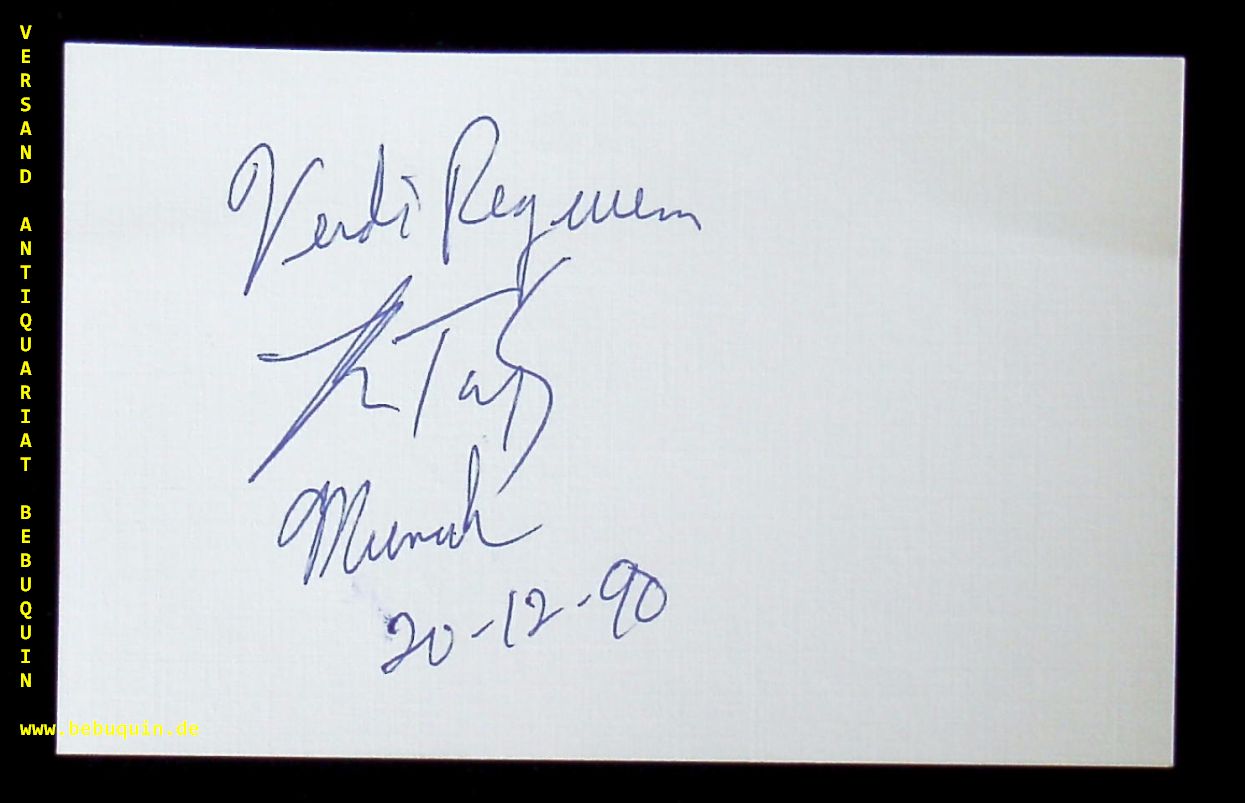 VERSAND ANTIQUARIAT BEBUQUIN
Verdi Requiem
Munich
20-12-90
www.bebuquin.de